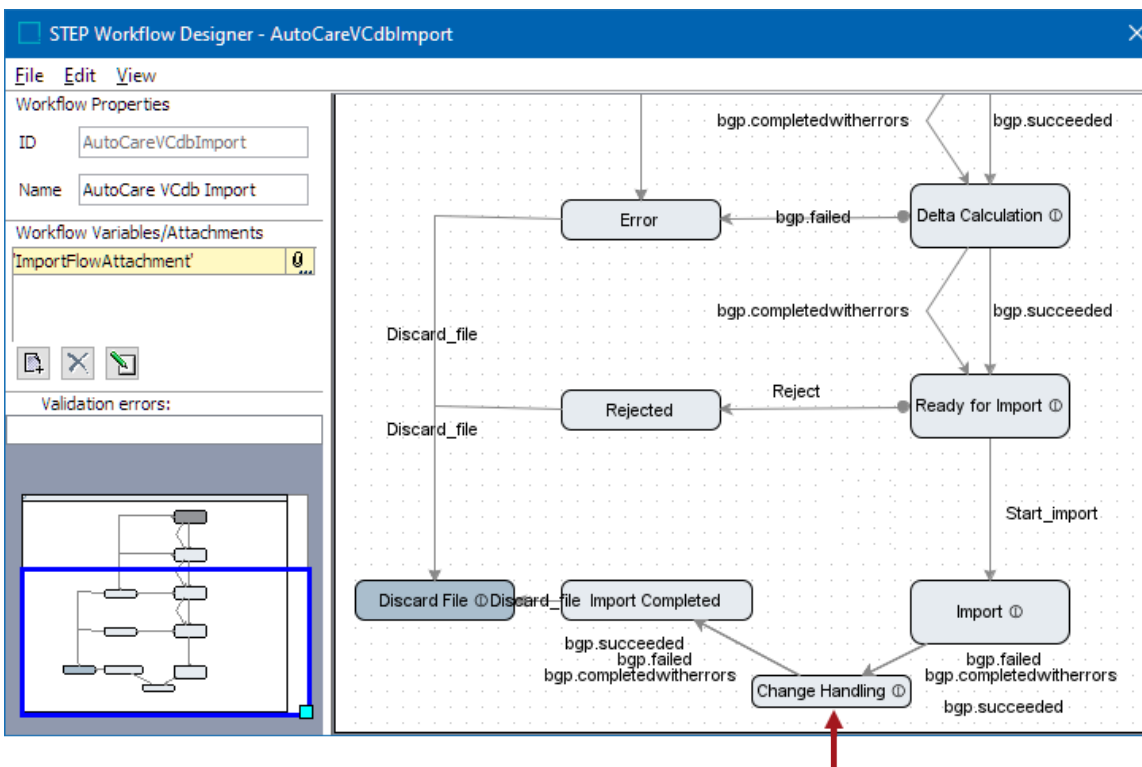 STEP Workflow Designer - AutoCareVCdbImport
File Edit View
Workflow Properties
ID AutoCareVCdbImport
Name AutoCare VCdb Import
Workflow Variables/Attachments
'ImportFlowAttachment'
Validation errors:
bgp.completedwitherrors
bgp.succeeded
Error
bgp.failed
Delta Calculation
bgp.completedwitherrors
bgp.succeeded
Discard_file
Rejected
Reject
Ready for Import
Discard_file
Start_import
Discard File
Discard_file
Import Completed
Import
bgp.succeeded
bgp.failed
bgp.completedwitherrors
Change Handling
bgp.failed
bgp.completedwitherrors
bgp.succeeded